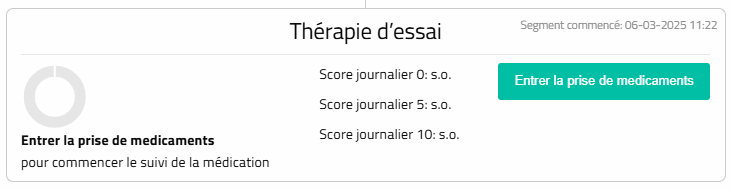 Thérapie d’essai
Segment commencé: 06-03-2025 11:22
Score journalier 0: s.o.
Entrer la prise de medicaments
Score journalier 5: s.o.
Score journalier 10: s.o.
Entrer la prise de medicaments
pour commencer le suivi de la médication